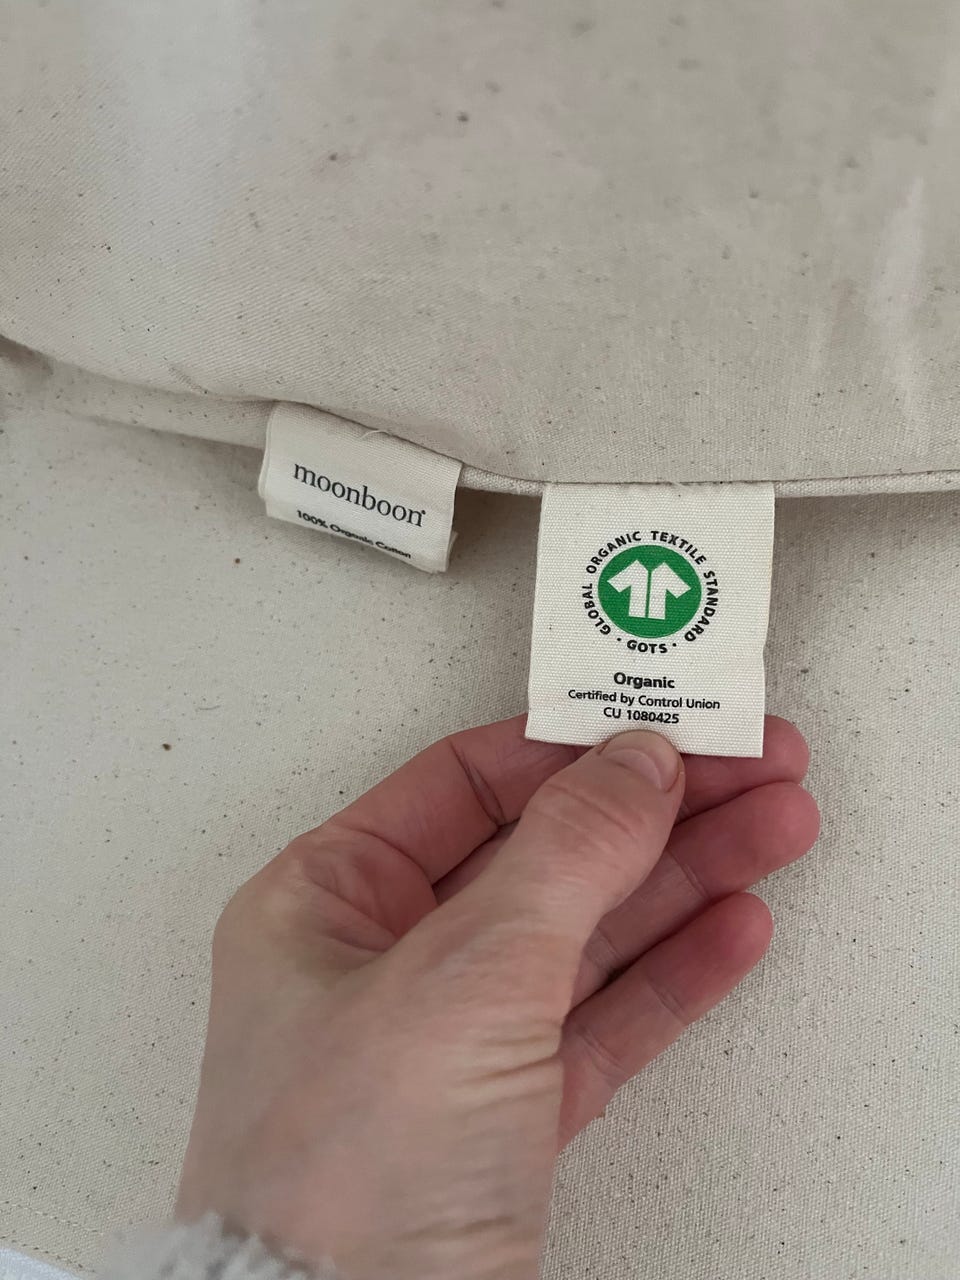 moonboon
100% Organic Cotton
GLOBAL ORGANIC TEXTILE STANDARD
· GOTS ·
Organic
Certified by Control Union
CU 1080425